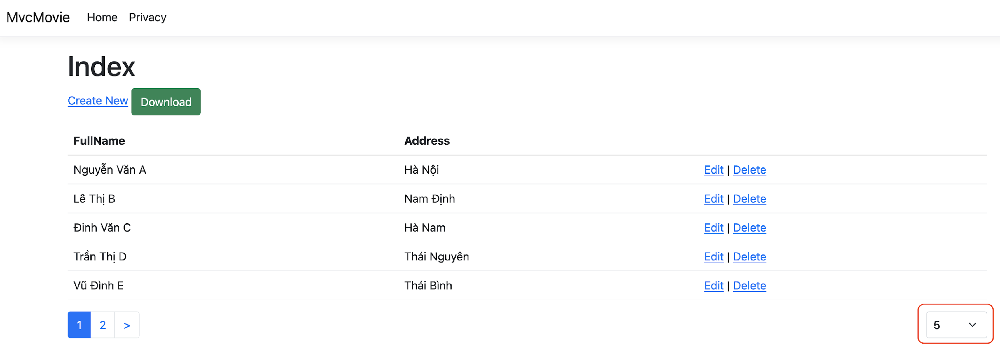 MvcMovie Home Privacy
Index
Create New Download
FullName Address
Nguyễn Văn A Hà Nội Edit | Delete
Lê Thị B Nam Định Edit | Delete
Đinh Văn C Hà Nam Edit | Delete
Trần Thị D Thái Nguyên Edit | Delete
Vũ Đình E Thái Bình Edit | Delete
1 2 > 5